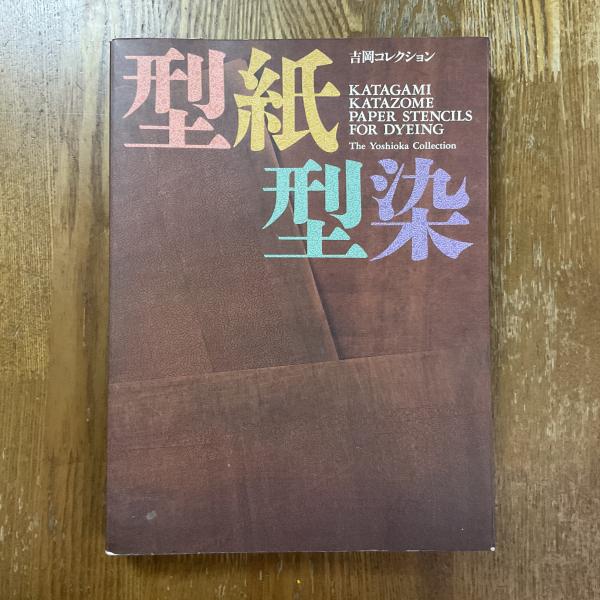 吉岡コレクション
型紙
KATAGAMI
KATAZOME
PAPER STENCILS
FOR DYEING
The Yoshioka Collection
型染